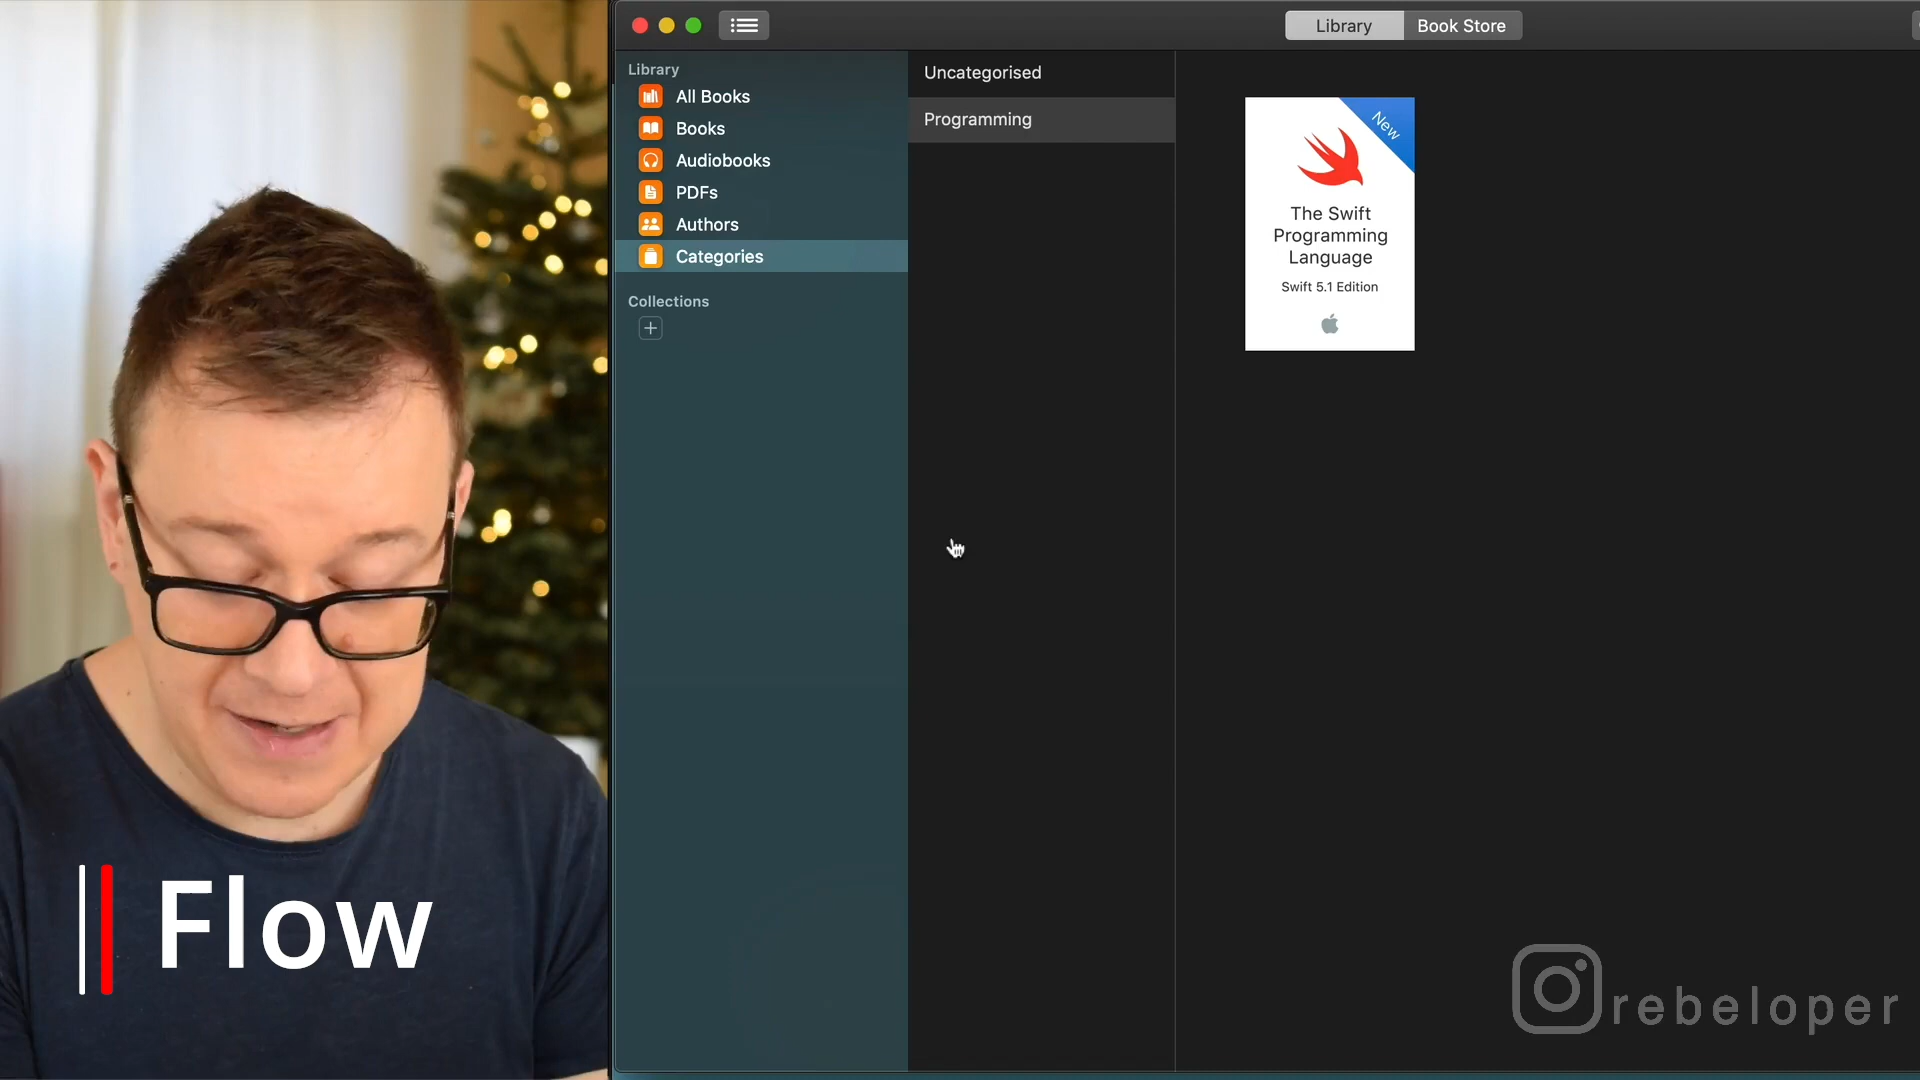 Library
Book Store
Library
All Books
Books
Audiobooks
PDFs
Authors
Categories
Collections
Uncategorised
Programming
New
The Swift
Programming
Language
Swift 5.1 Edition
Flow
rebeloper